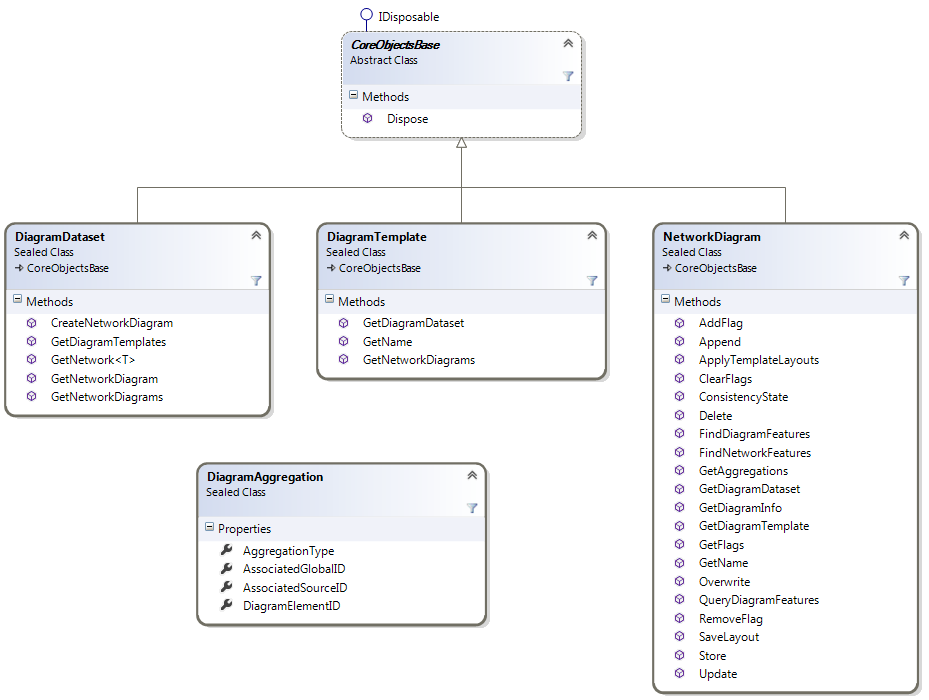 IDisposable
CoreObjectsBase
Abstract Class
Methods
Dispose
DiagramDataset
Sealed Class
CoreObjectsBase
Methods
CreateNetworkDiagram
GetDiagramTemplates
GetNetwork<T>
GetNetworkDiagram
GetNetworkDiagrams
DiagramTemplate
Sealed Class
CoreObjectsBase
Methods
GetDiagramDataset
GetName
GetNetworkDiagrams
NetworkDiagram
Sealed Class
CoreObjectsBase
Methods
AddFlag
Append
ApplyTemplateLayouts
ClearFlags
ConsistencyState
Delete
FindDiagramFeatures
FindNetworkFeatures
GetAggregations
GetDiagramDataset
GetDiagramInfo
GetDiagramTemplate
GetFlags
GetName
Overwrite
QueryDiagramFeatures
RemoveFlag
SaveLayout
Store
Update
DiagramAggregation
Sealed Class
Properties
AggregationType
AssociatedGlobalID
AssociatedSourceID
DiagramElementID